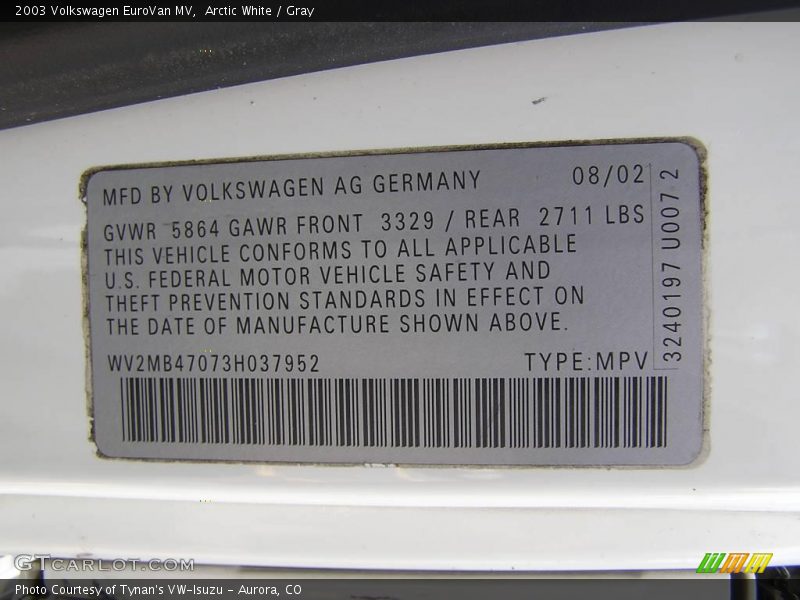 2003 Volkswagen EuroVan MV, Arctic White / Gray
MFD BY VOLKSWAGEN AG GERMANY 08/02
GVWR 5864 GAWR FRONT 3329 / REAR 2711 LBS
THIS VEHICLE CONFORMS TO ALL APPLICABLE
U.S. FEDERAL MOTOR VEHICLE SAFETY AND
THEFT PREVENTION STANDARDS IN EFFECT ON
THE DATE OF MANUFACTURE SHOWN ABOVE.
WV2MB47073H037952 TYPE:MPV
3240197 U007 2
GTCARLOT.COM
Photo Courtesy of Tynan's VW-Isuzu - Aurora, CO